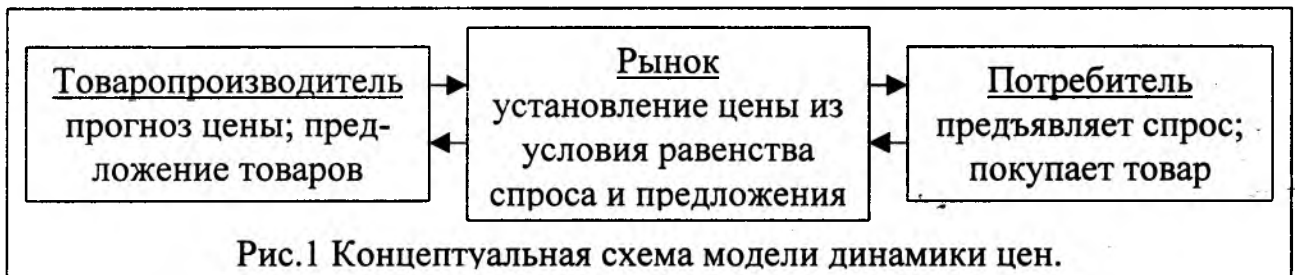 Товаропроизводитель
прогноз цены; пред-
ложение товаров
Рынок
установление цены из
условия равенства
спроса и предложения
Потребитель
предъявляет спрос;
покупает товар
Рис.1 Концептуальная схема модели динамики цен.